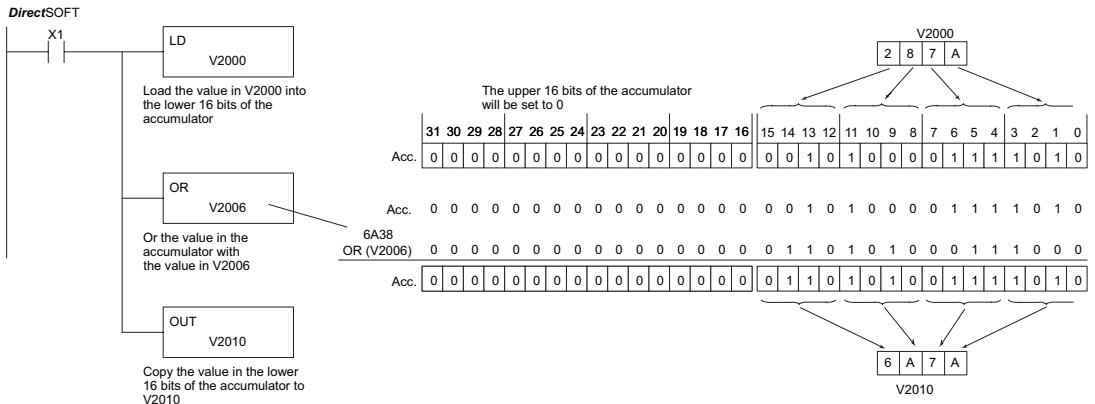 DirectSOFT
X1
LD
V2000
Load the value in V2000 into
the lower 16 bits of the
accumulator
OR
V2006
Or the value in the
accumulator with
the value in V2006
OUT
V2010
Copy the value in the lower
16 bits of the accumulator to
V2010
V2000
2 8 7 A
The upper 16 bits of the accumulator
will be set to 0
31 30 29 28 27 26 25 24 23 22 21 20 19 18 17 16 15 14 13 12 11 10 9 8 7 6 5 4 3 2 1 0
Acc. 0 0 0 0 0 0 0 0 0 0 0 0 0 0 0 0 0 0 1 0 1 0 0 0 0 1 1 1 1 0 1 0
Acc. 0 0 0 0 0 0 0 0 0 0 0 0 0 0 0 0 0 0 1 0 1 0 0 0 0 1 1 1 1 0 1 0
6A38
OR (V2006) 0 0 0 0 0 0 0 0 0 0 0 0 0 0 0 0 0 1 1 0 1 0 1 0 0 0 1 1 1 0 0 0
Acc. 0 0 0 0 0 0 0 0 0 0 0 0 0 0 0 0 0 1 1 0 1 0 1 0 0 1 1 1 1 0 1 0
6 A 7 A
V2010